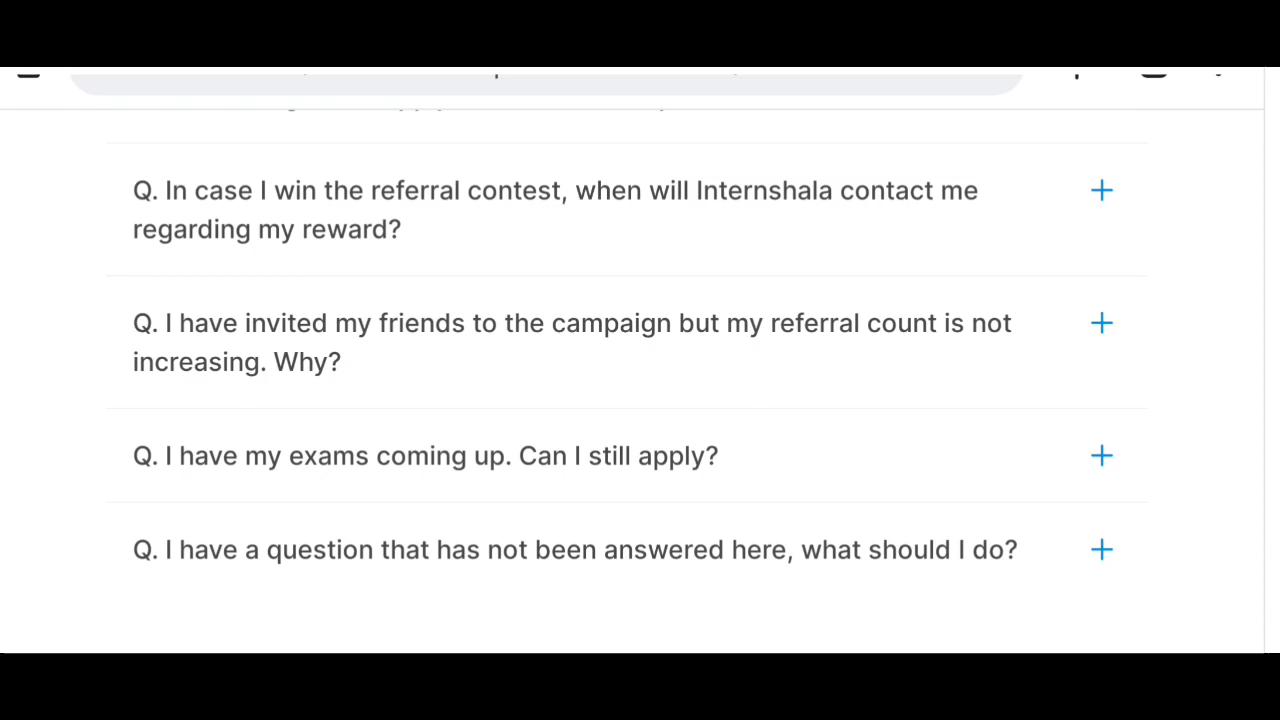 Q. In case I win the referral contest, when will Internshala contact me
regarding my reward?
Q. I have invited my friends to the campaign but my referral count is not
increasing. Why?
Q. I have my exams coming up. Can I still apply?
Q. I have a question that has not been answered here, what should I do?